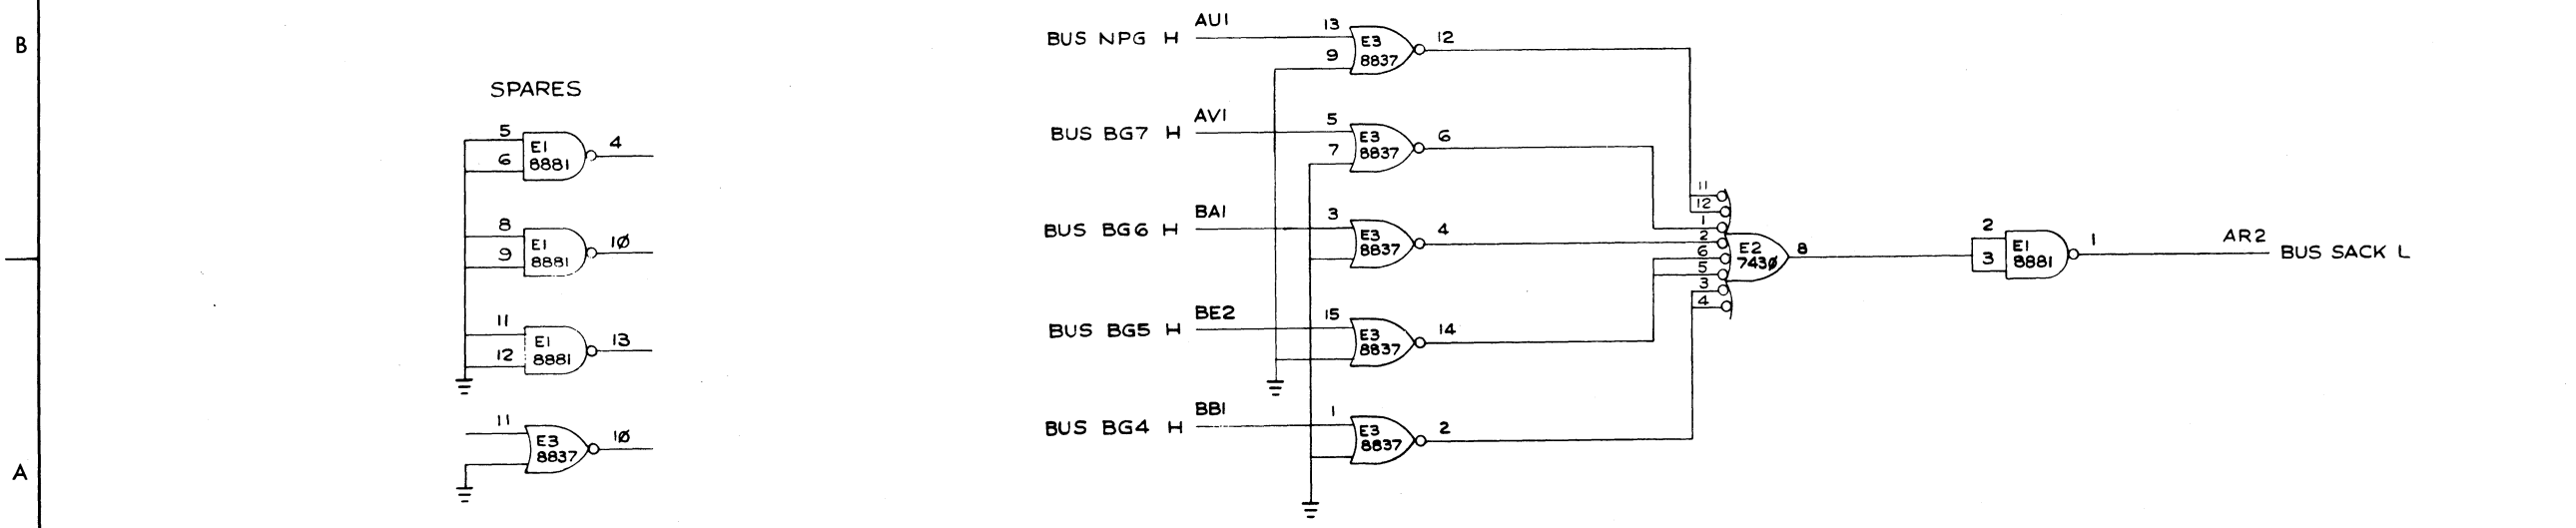 B
A
SPARES
5
6
E1
8881
4
8
9
E1
8881
1Ø
11
12
E1
8881
13
11
E3
8837
1Ø
BUS NPG H
AU1
13
9
E3
8837
12
BUS BG7 H
AV1
5
7
E3
8837
6
BUS BG6 H
BA1
3
E3
8837
4
BUS BG5 H
BE2
15
E3
8837
14
BUS BG4 H
BB1
1
E3
8837
2
11
12
1
2
6
5
3
4
E2
743Ø
8
2
3
E1
8881
1
AR2
BUS SACK L